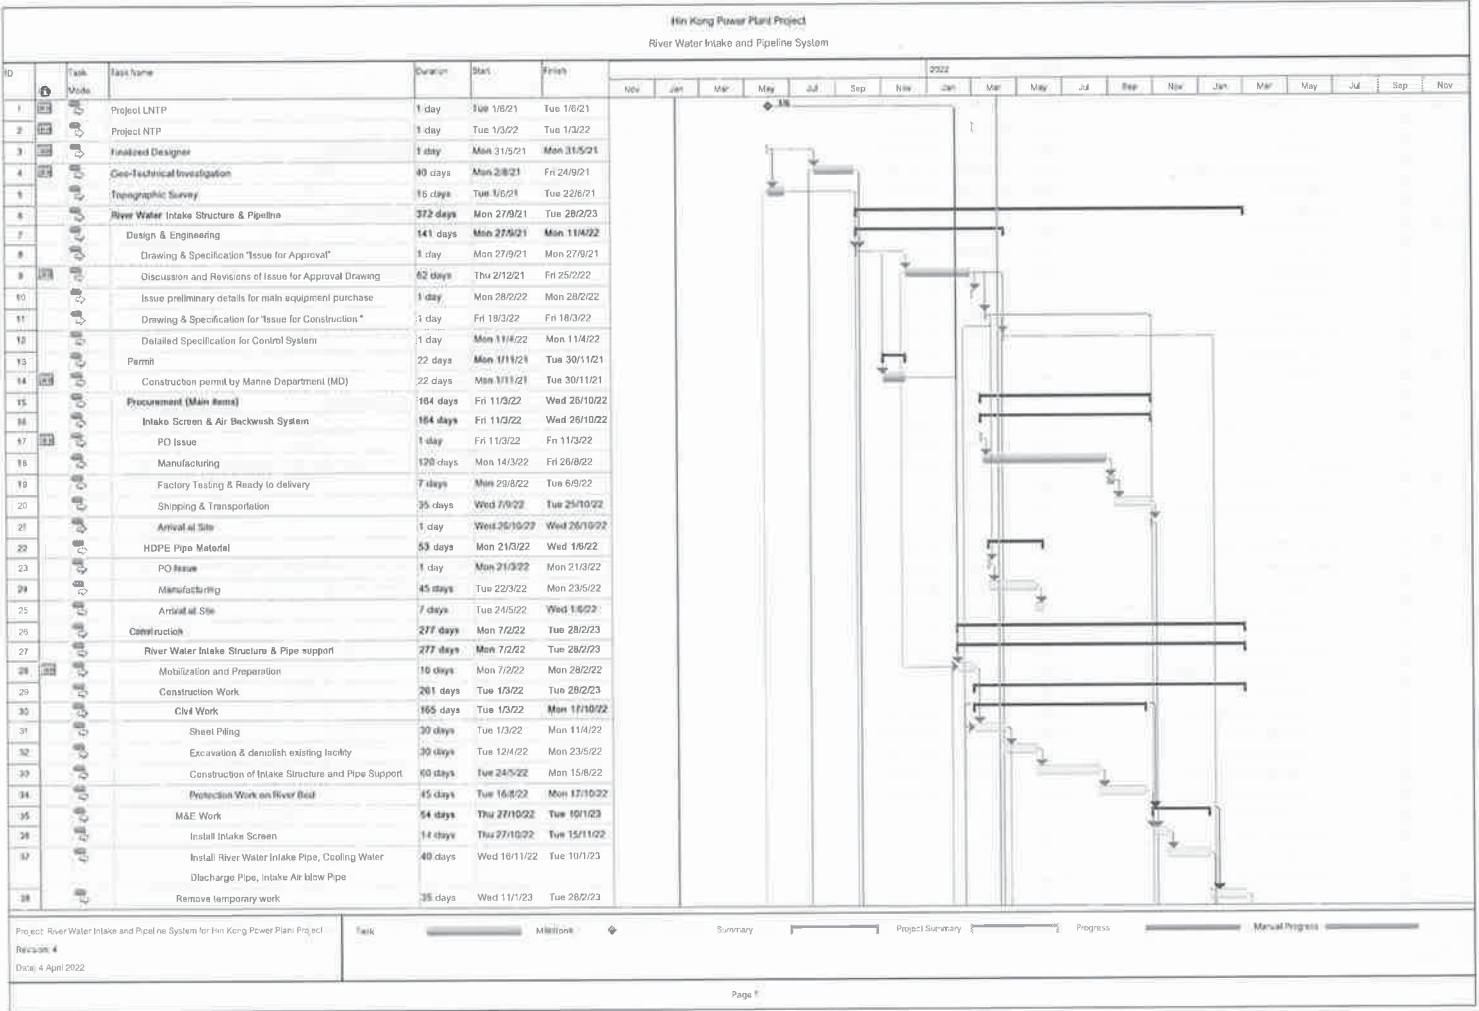 Hin Kong Power Plant Project
River Water Intake and Pipeline System
ID Task Mode Task Name Duration Start Finish 2022
Nov Jan Mar May Jul Sep Nov Jan Mar May Jul Sep Nov Jan Mar May Jul Sep Nov
1 Project LNTP 1 day Tue 1/6/21 Tue 1/6/21 1/6
2 Project NTP 1 day Tue 1/3/22 Tue 1/3/22
3 Finalized Designer 1 day Mon 31/5/21 Mon 31/5/21
4 Geo-Technical Investigation 40 days Mon 2/8/21 Fri 24/9/21
5 Topographic Survey 16 days Tue 1/6/21 Tue 22/6/21
6 River Water Intake Structure & Pipeline 372 days Mon 27/9/21 Tue 28/2/23
7 Design & Engineering 141 days Mon 27/9/21 Mon 11/4/22
8 Drawing & Specification "Issue for Approval" 1 day Mon 27/9/21 Mon 27/9/21
9 Discussion and Revisions of Issue for Approval Drawing 62 days Thu 2/12/21 Fri 25/2/22
10 Issue preliminary details for main equipment purchase 1 day Mon 28/2/22 Mon 28/2/22
11 Drawing & Specification for "Issue for Construction " 1 day Fri 18/3/22 Fri 18/3/22
12 Detailed Specification for Control System 1 day Mon 11/4/22 Mon 11/4/22
13 Permit 22 days Mon 1/11/21 Tue 30/11/21
14 Construction permit by Marine Department (MD) 22 days Mon 1/11/21 Tue 30/11/21
15 Procurement (Main Items) 164 days Fri 11/3/22 Wed 26/10/22
16 Intake Screen & Air Backwush System 164 days Fri 11/3/22 Wed 26/10/22
17 PO Issue 1 day Fri 11/3/22 Fri 11/3/22
18 Manufacturing 120 days Mon 14/3/22 Fri 26/8/22
19 Factory Testing & Ready to delivery 7 days Mon 29/8/22 Tue 6/9/22
20 Shipping & Transportation 35 days Wed 7/9/22 Tue 25/10/22
21 Arrival at Site 1 day Wed 26/10/22 Wed 26/10/22
22 HDPE Pipe Material 53 days Mon 21/3/22 Wed 1/6/22
23 PO Issue 1 day Mon 21/3/22 Mon 21/3/22
24 Manufacturing 45 days Tue 22/3/22 Mon 23/5/22
25 Arrival at Site 7 days Tue 24/5/22 Wed 1/6/22
26 Construction 277 days Mon 7/2/22 Tue 28/2/23
27 River Water Intake Structure & Pipe support 277 days Mon 7/2/22 Tue 28/2/23
28 Mobilization and Preparation 16 days Mon 7/2/22 Mon 28/2/22
29 Construction Work 261 days Tue 1/3/22 Tue 28/2/23
30 Civil Work 165 days Tue 1/3/22 Mon 17/10/22
31 Sheet Piling 30 days Tue 1/3/22 Mon 11/4/22
32 Excavation & demolish existing facility 30 days Tue 12/4/22 Mon 23/5/22
33 Construction of Intake Structure and Pipe Support 60 days Tue 24/5/22 Mon 15/8/22
34 Protection Work on River Bed 45 days Tue 16/8/22 Mon 17/10/22
35 M&E Work 54 days Thu 27/10/22 Tue 10/1/23
36 Install Intake Screen 14 days Thu 27/10/22 Tue 15/11/22
37 Install River Water Intake Pipe, Cooling Water 40 days Wed 16/11/22 Tue 10/1/23
Discharge Pipe, Intake Air blow Pipe
38 Remove temporary work 35 days Wed 11/1/23 Tue 28/2/23
Project: River Water Intake and Pipeline System for Hin Kong Power Plant Project
Revision: 4
Date: 4 April 2022
Task Milestone Summary Project Summary Progress Manual Progress
Page 1